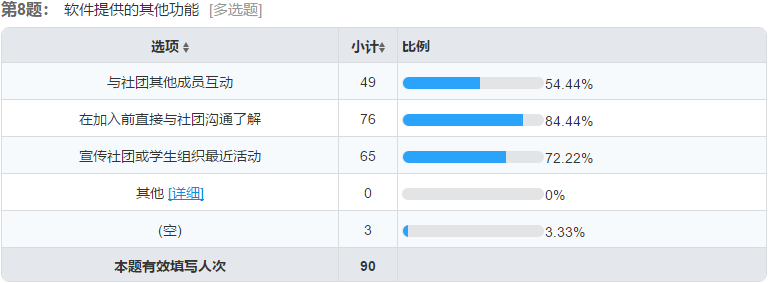 第8题： 软件提供的其他功能 [多选题]
选项 小计 比例
与社团其他成员互动 49 54.44%
在加入前直接与社团沟通了解 76 84.44%
宣传社团或学生组织最近活动 65 72.22%
其他 [详细] 0 0%
(空) 3 3.33%
本题有效填写人次 90